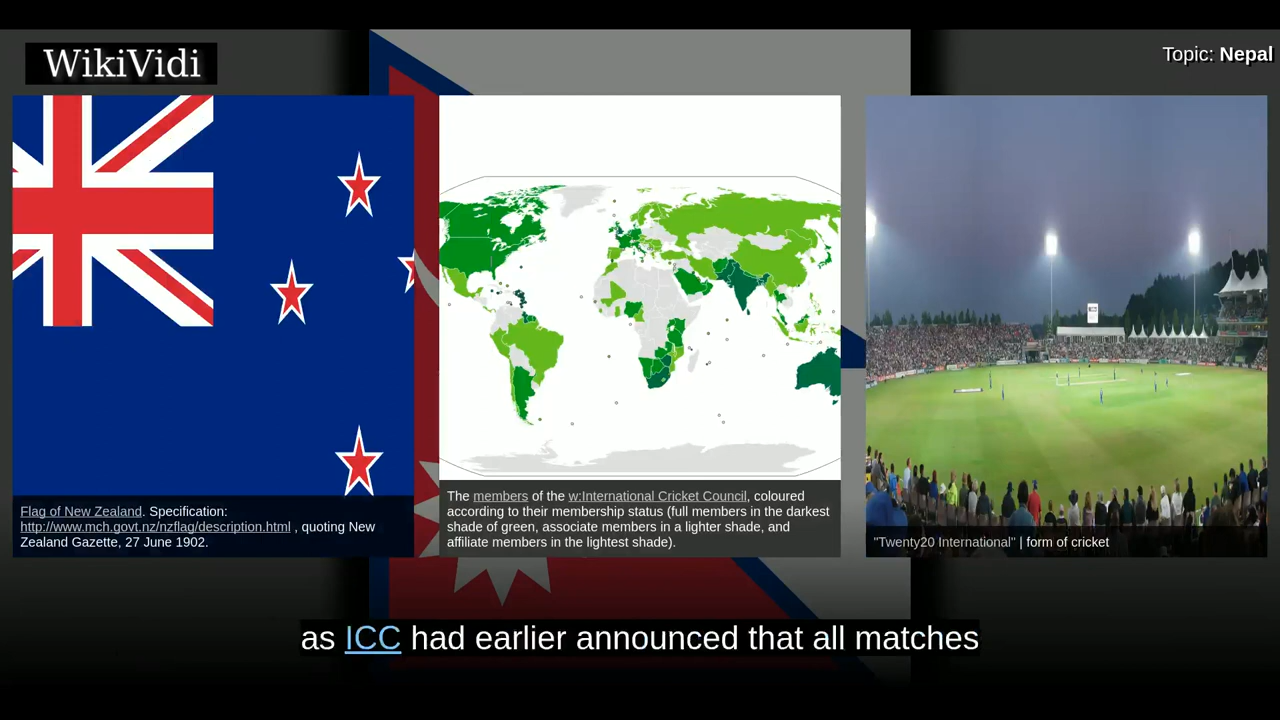 WikiVidi
Topic: Nepal
Flag of New Zealand. Specification:
http://www.mch.govt.nz/nzflag/description.html , quoting New
Zealand Gazette, 27 June 1902.
The members of the w:International Cricket Council, coloured
according to their membership status (full members in the darkest
shade of green, associate members in a lighter shade, and
affiliate members in the lightest shade).
"Twenty20 International" | form of cricket
as ICC had earlier announced that all matches